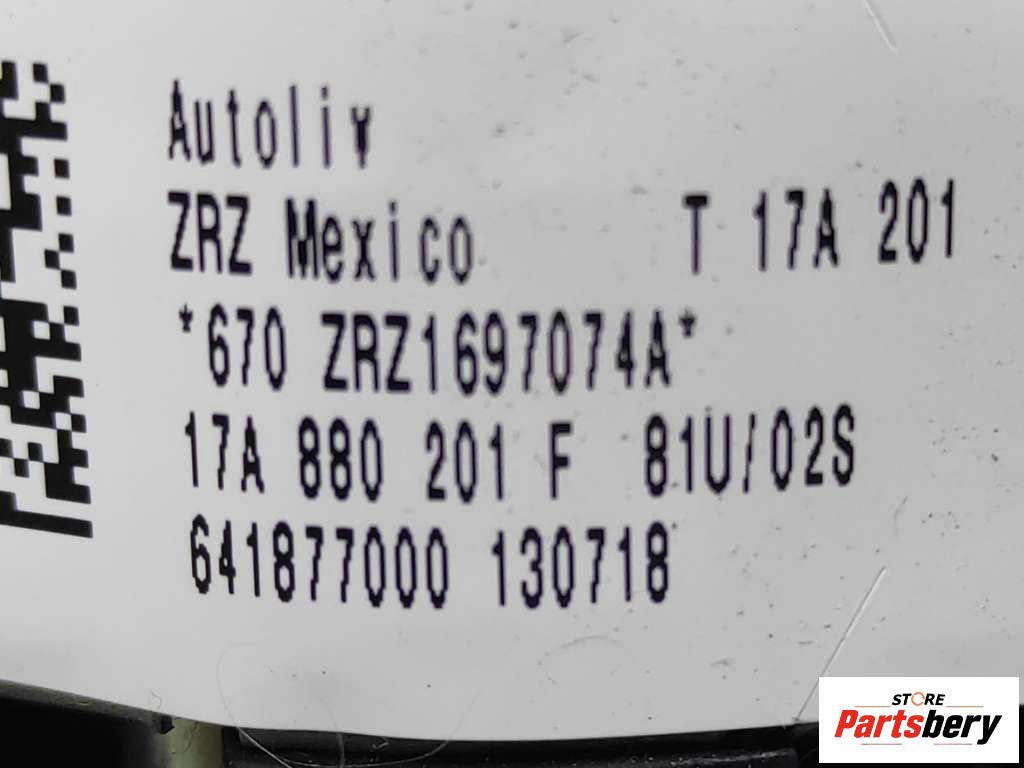 Autoliv
ZRZ Mexico T 17A 201
*670 ZRZ1697074A*
17A 880 201 F 81U/02S
641877000 130718
STORE
Partsbery